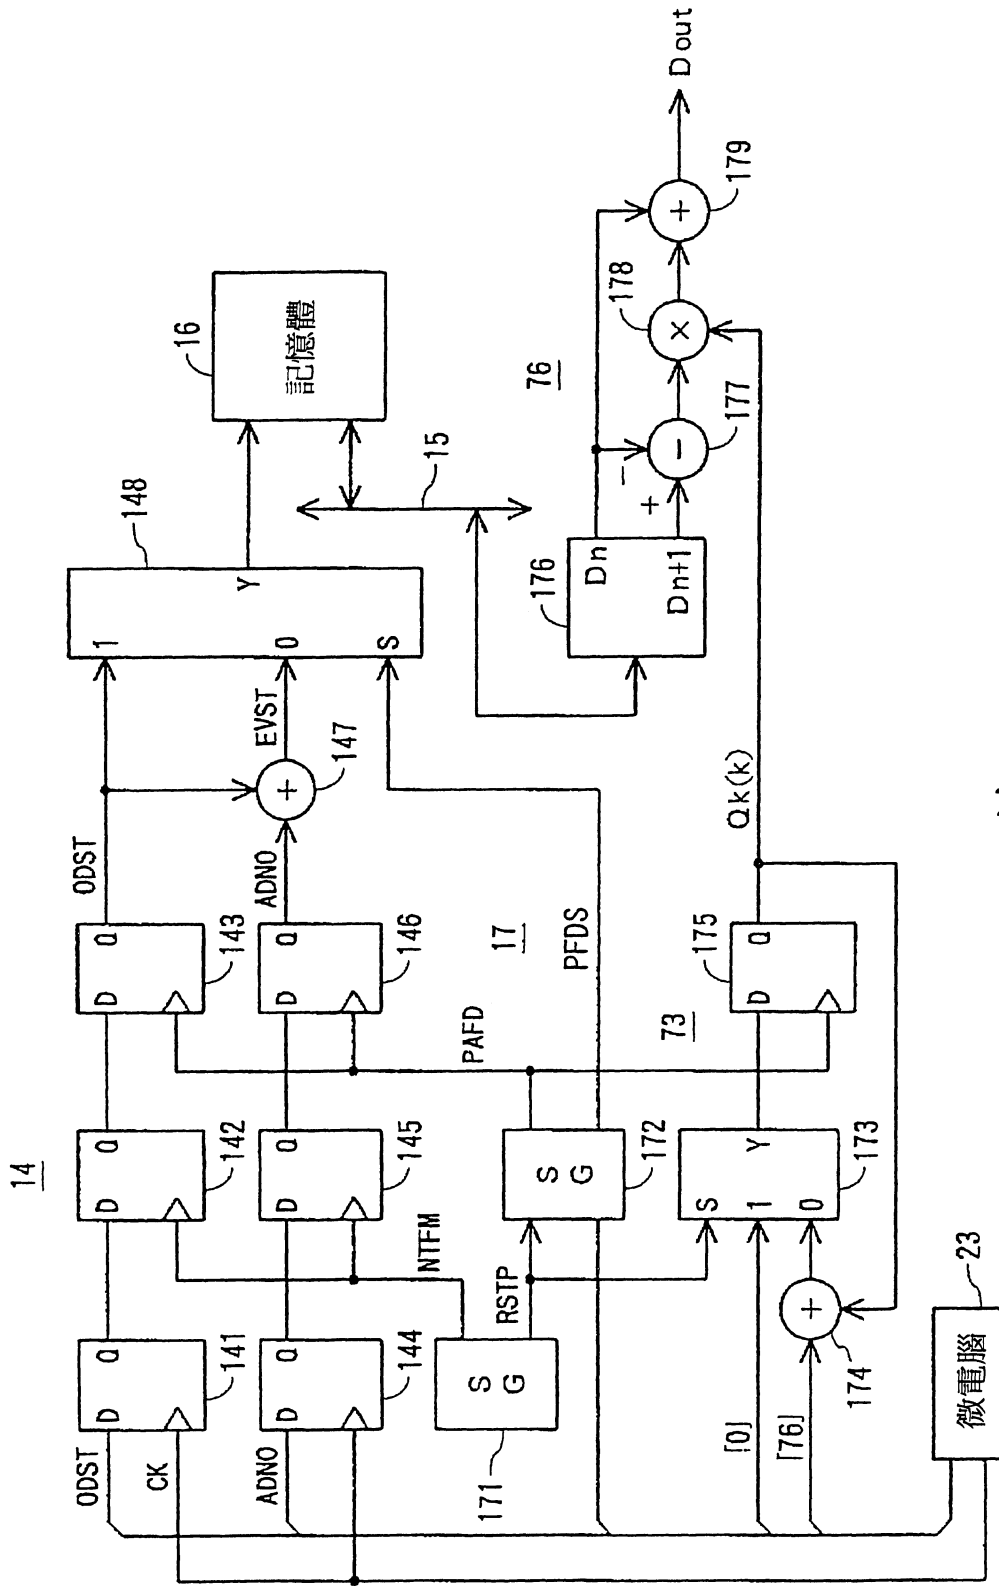 14
ODST
D
Q
141
D
Q
142
D
Q
143
ODST
1
Y
0
S
148
16
記憶體
CK
ADNO
D
Q
144
D
Q
145
D
Q
146
ADNO
+
147
EVST
15
NTFM
PAFD
17
PFDS
S
G
171
RSTP
S
G
172
73
「0」
「76」
+
174
S
1
0
Y
173
D
Q
175
Qk(k)
微電腦
23
76
176
Dn
Dn+1
−
+
−
177
×
178
+
179
Dout